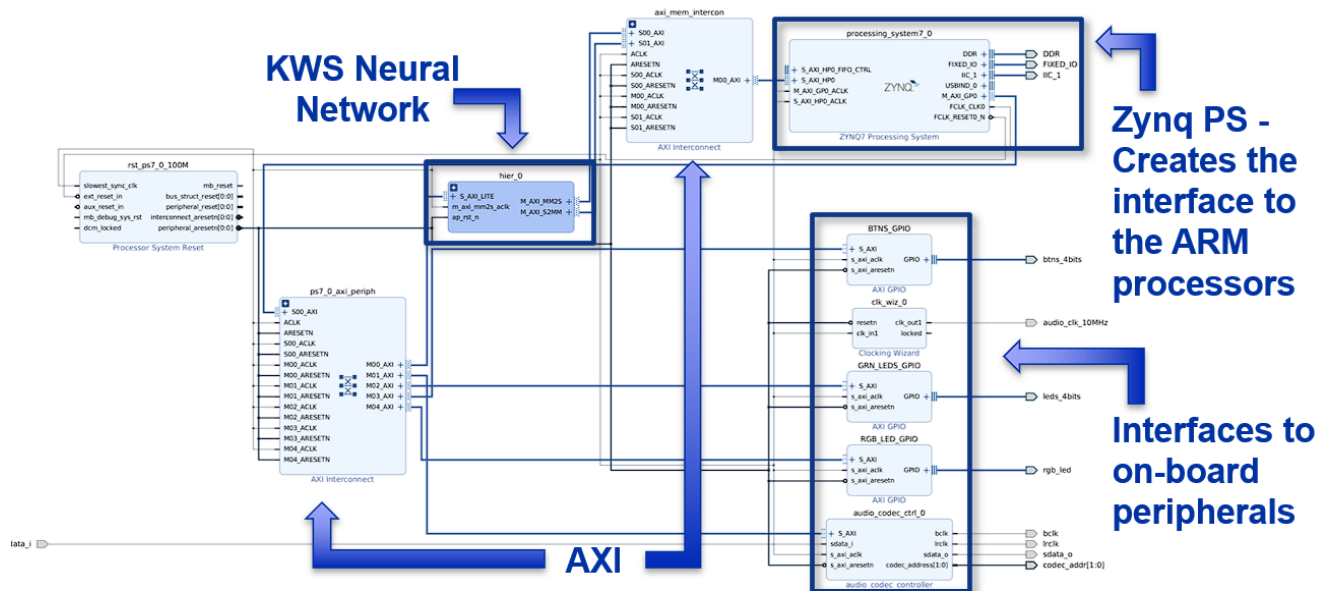 axi_mem_intercon
S00_AXI
S01_AXI
ACLK
ARESETN
S00_ACLK
S00_ARESETN
M00_ACLK
M00_ARESETN
S01_ACLK
S01_ARESETN
M00_AXI
AXI Interconnect
processing_system7_0
S_AXI_HP0_FIFO_CTRL
S_AXI_HP0
M_AXI_GP0_ACLK
S_AXI_HP0_ACLK
ZYNQ
DDR
FIXED_IO
IIC_1
USBIND_0
M_AXI_GP0
FCLK_CLK0
FCLK_RESET0_N
ZYNQ7 Processing System
DDR
FIXED_IO
IIC_1
KWS Neural
Network
Zynq PS -
Creates the
interface to
the ARM
processors
rst_ps7_0_100M
slowest_sync_clk
ext_reset_in
aux_reset_in
mb_debug_sys_rst
dcm_locked
mb_reset
bus_struct_reset[0:0]
peripheral_reset[0:0]
interconnect_aresetn[0:0]
peripheral_aresetn[0:0]
Processor System Reset
hier_0
S_AXI_LITE
m_axi_mm2s_aclk
ap_rst_n
M_AXI_MM2S
M_AXI_S2MM
BTNS_GPIO
S_AXI
s_axi_aclk
s_axi_aresetn
GPIO
AXI GPIO
btns_4bits
clk_wiz_0
resetn
clk_in1
clk_out1
locked
Clocking Wizard
audio_clk_10MHz
ps7_0_axi_periph
S00_AXI
ACLK
ARESETN
S00_ACLK
S00_ARESETN
M00_ACLK
M00_ARESETN
M01_ACLK
M01_ARESETN
M02_ACLK
M02_ARESETN
M03_ACLK
M03_ARESETN
M04_ACLK
M04_ARESETN
M00_AXI
M01_AXI
M02_AXI
M03_AXI
M04_AXI
AXI Interconnect
GRN_LEDS_GPIO
S_AXI
s_axi_aclk
s_axi_aresetn
GPIO
AXI GPIO
leds_4bits
RGB_LED_GPIO
S_AXI
s_axi_aclk
s_axi_aresetn
GPIO
AXI GPIO
rgb_led
Interfaces to
on-board
peripherals
audio_codec_ctrl_0
S_AXI
sdata_i
s_axi_aclk
s_axi_aresetn
bclk
lrclk
sdata_o
codec_address[1:0]
audio_codec_controller
bclk
lrclk
sdata_o
codec_addr[1:0]
data_i
AXI